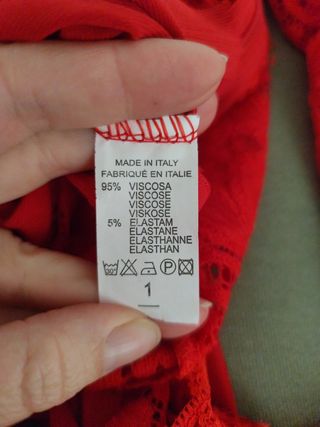 MADE IN ITALY
FABRIQUÉ EN ITALIE
95% VISCOSA
VISCOSE
VISCOSE
VISKOSE
5% ELASTAM
ELASTANE
ELASTHANNE
ELASTHAN
P
1